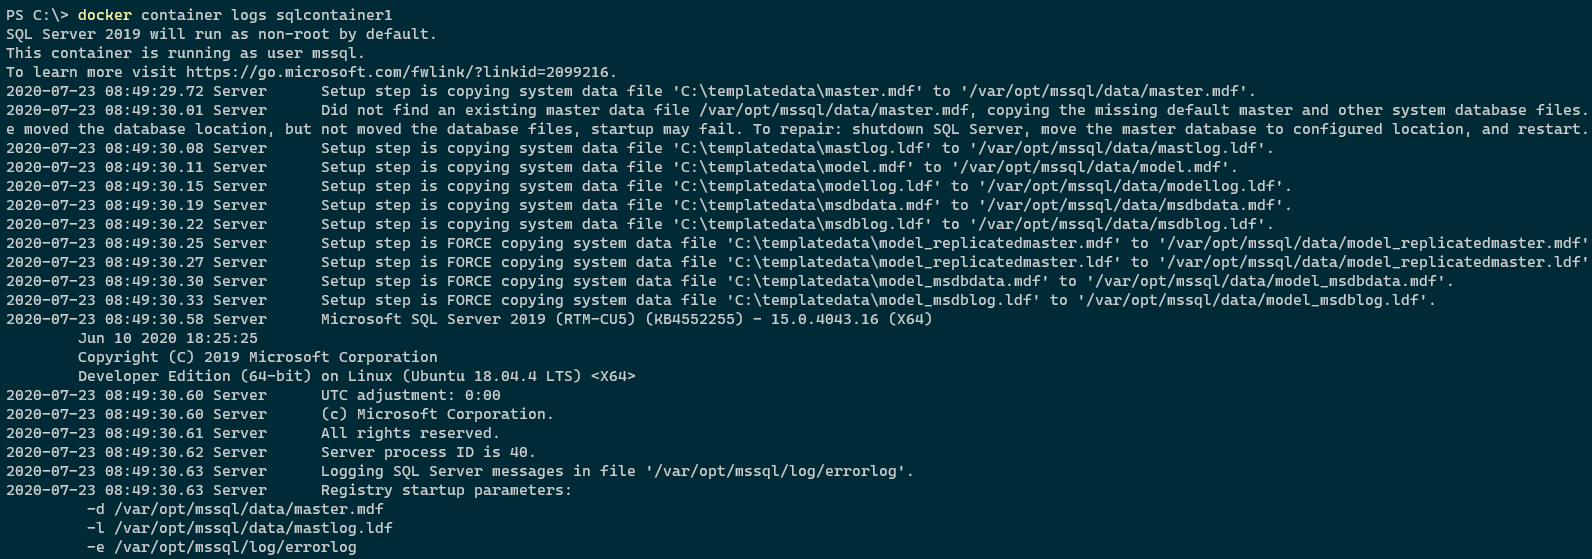 PS C:\> docker container logs sqlcontainer1
SQL Server 2019 will run as non-root by default.
This container is running as user mssql.
To learn more visit https://go.microsoft.com/fwlink/?linkid=2099216.
2020-07-23 08:49:29.72 Server      Setup step is copying system data file 'C:\templatedata\master.mdf' to '/var/opt/mssql/data/master.mdf'.
2020-07-23 08:49:30.01 Server      Did not find an existing master data file /var/opt/mssql/data/master.mdf, copying the missing default master and other system database files.
e moved the database location, but not moved the database files, startup may fail. To repair: shutdown SQL Server, move the master database to configured location, and restart.
2020-07-23 08:49:30.08 Server      Setup step is copying system data file 'C:\templatedata\mastlog.ldf' to '/var/opt/mssql/data/mastlog.ldf'.
2020-07-23 08:49:30.11 Server      Setup step is copying system data file 'C:\templatedata\model.mdf' to '/var/opt/mssql/data/model.mdf'.
2020-07-23 08:49:30.15 Server      Setup step is copying system data file 'C:\templatedata\modellog.ldf' to '/var/opt/mssql/data/modellog.ldf'.
2020-07-23 08:49:30.19 Server      Setup step is copying system data file 'C:\templatedata\msdbdata.mdf' to '/var/opt/mssql/data/msdbdata.mdf'.
2020-07-23 08:49:30.22 Server      Setup step is copying system data file 'C:\templatedata\msdblog.ldf' to '/var/opt/mssql/data/msdblog.ldf'.
2020-07-23 08:49:30.25 Server      Setup step is FORCE copying system data file 'C:\templatedata\model_replicatedmaster.mdf' to '/var/opt/mssql/data/model_replicatedmaster.mdf'
2020-07-23 08:49:30.27 Server      Setup step is FORCE copying system data file 'C:\templatedata\model_replicatedmaster.ldf' to '/var/opt/mssql/data/model_replicatedmaster.ldf'
2020-07-23 08:49:30.30 Server      Setup step is FORCE copying system data file 'C:\templatedata\model_msdbdata.mdf' to '/var/opt/mssql/data/model_msdbdata.mdf'.
2020-07-23 08:49:30.33 Server      Setup step is FORCE copying system data file 'C:\templatedata\model_msdblog.ldf' to '/var/opt/mssql/data/model_msdblog.ldf'.
2020-07-23 08:49:30.58 Server      Microsoft SQL Server 2019 (RTM-CU5) (KB4552255) - 15.0.4043.16 (X64)
        Jun 10 2020 18:25:25
        Copyright (C) 2019 Microsoft Corporation
        Developer Edition (64-bit) on Linux (Ubuntu 18.04.4 LTS) <X64>
2020-07-23 08:49:30.60 Server      UTC adjustment: 0:00
2020-07-23 08:49:30.60 Server      (c) Microsoft Corporation.
2020-07-23 08:49:30.61 Server      All rights reserved.
2020-07-23 08:49:30.62 Server      Server process ID is 40.
2020-07-23 08:49:30.63 Server      Logging SQL Server messages in file '/var/opt/mssql/log/errorlog'.
2020-07-23 08:49:30.63 Server      Registry startup parameters:
         -d /var/opt/mssql/data/master.mdf
         -l /var/opt/mssql/data/mastlog.ldf
         -e /var/opt/mssql/log/errorlog